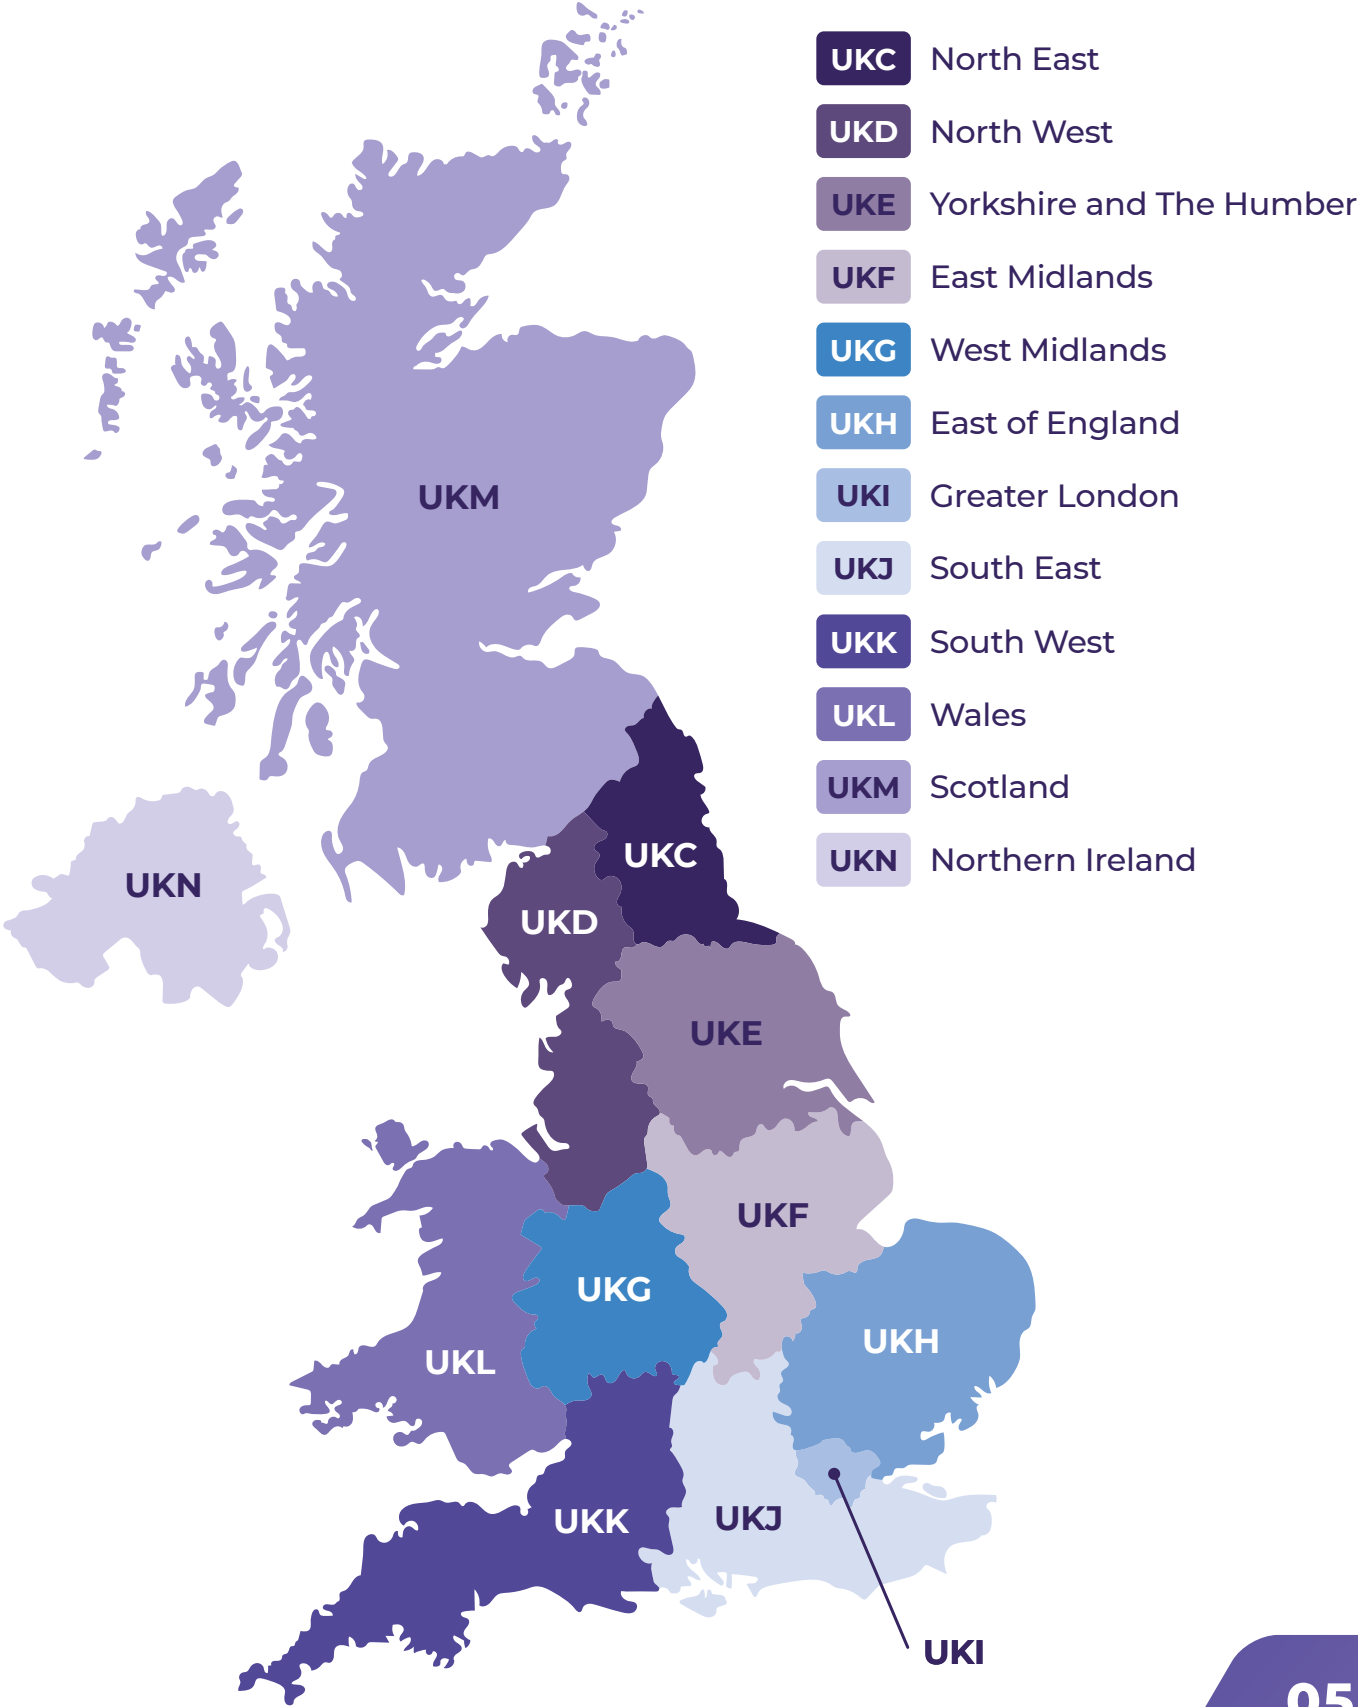 UKC North East
UKD North West
UKE Yorkshire and The Humber
UKF East Midlands
UKG West Midlands
UKH East of England
UKI Greater London
UKJ South East
UKK South West
UKL Wales
UKM Scotland
UKN Northern Ireland
UKM
UKC
UKN
UKD
UKE
UKF
UKG
UKH
UKL
UKJ
UKK
UKI
05